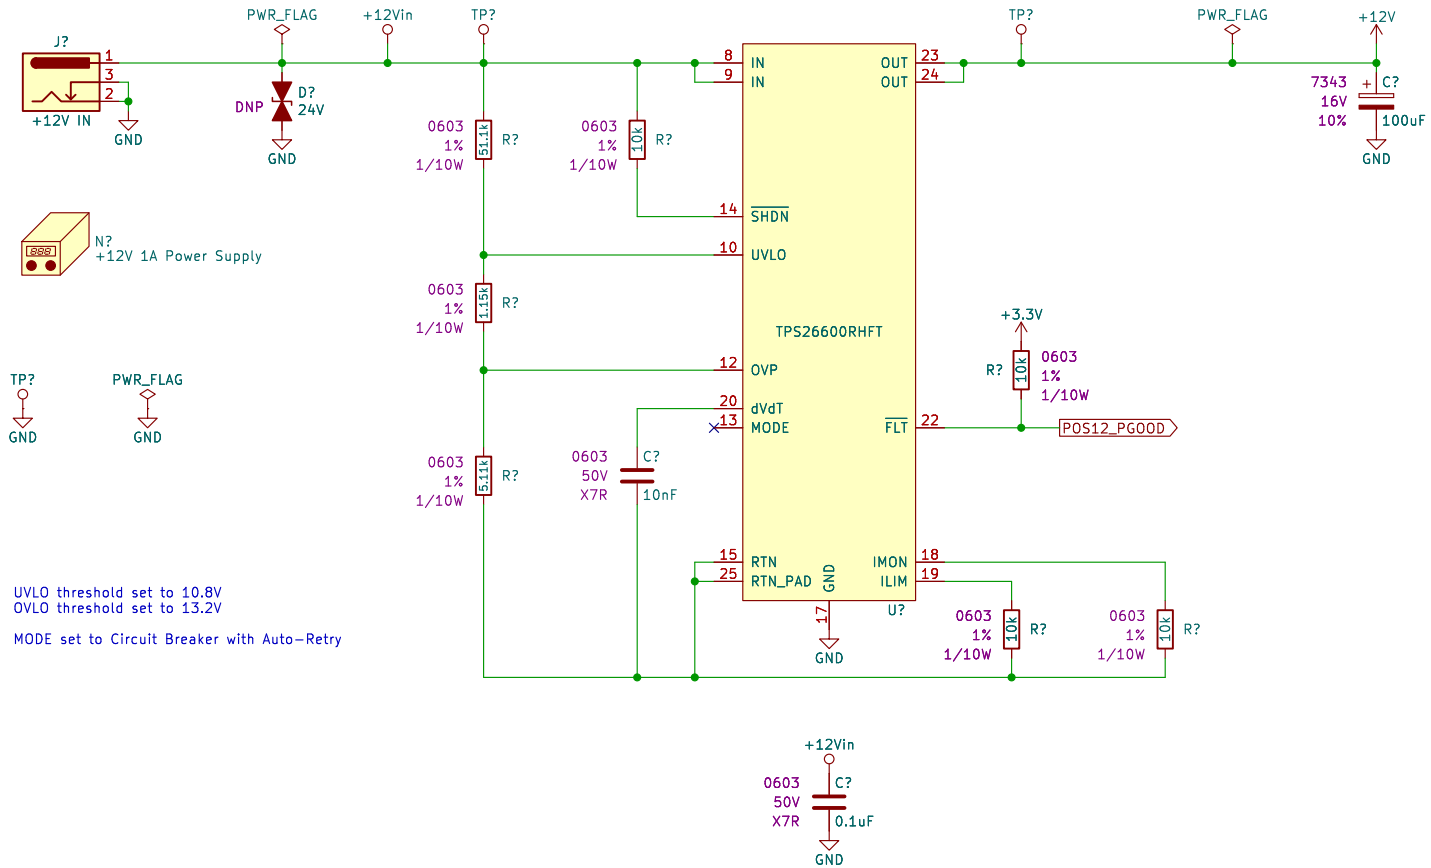 PWR_FLAG
+12Vin
TP?
TP?
PWR_FLAG
+12V
J?
1
3
2
+12V IN
GND
DNP
D?
24V
GND
0603
1%
1/10W
51.1k
R?
0603
1%
1/10W
10k
R?
8
IN
9
IN
23
OUT
24
OUT
7343
16V
10%
+
C?
100uF
GND
14
SHDN
10
UVLO
N?
+12V 1A Power Supply
888
0603
1%
1/10W
1.15k
R?
TPS26600RHFT
+3.3V
R?
10k
0603
1%
1/10W
12
OVP
20
dVdT
13
MODE
22
FLT
POS12_PGOOD
TP?
GND
PWR_FLAG
GND
0603
1%
1/10W
5.11k
R?
0603
50V
X7R
C?
10nF
15
RTN
25
RTN_PAD
GND
17
GND
IMON
18
ILIM
19
U?
0603
1%
1/10W
10k
R?
0603
1%
1/10W
10k
R?
UVLO threshold set to 10.8V
OVLO threshold set to 13.2V
MODE set to Circuit Breaker with Auto-Retry
+12Vin
0603
50V
X7R
C?
0.1uF
GND